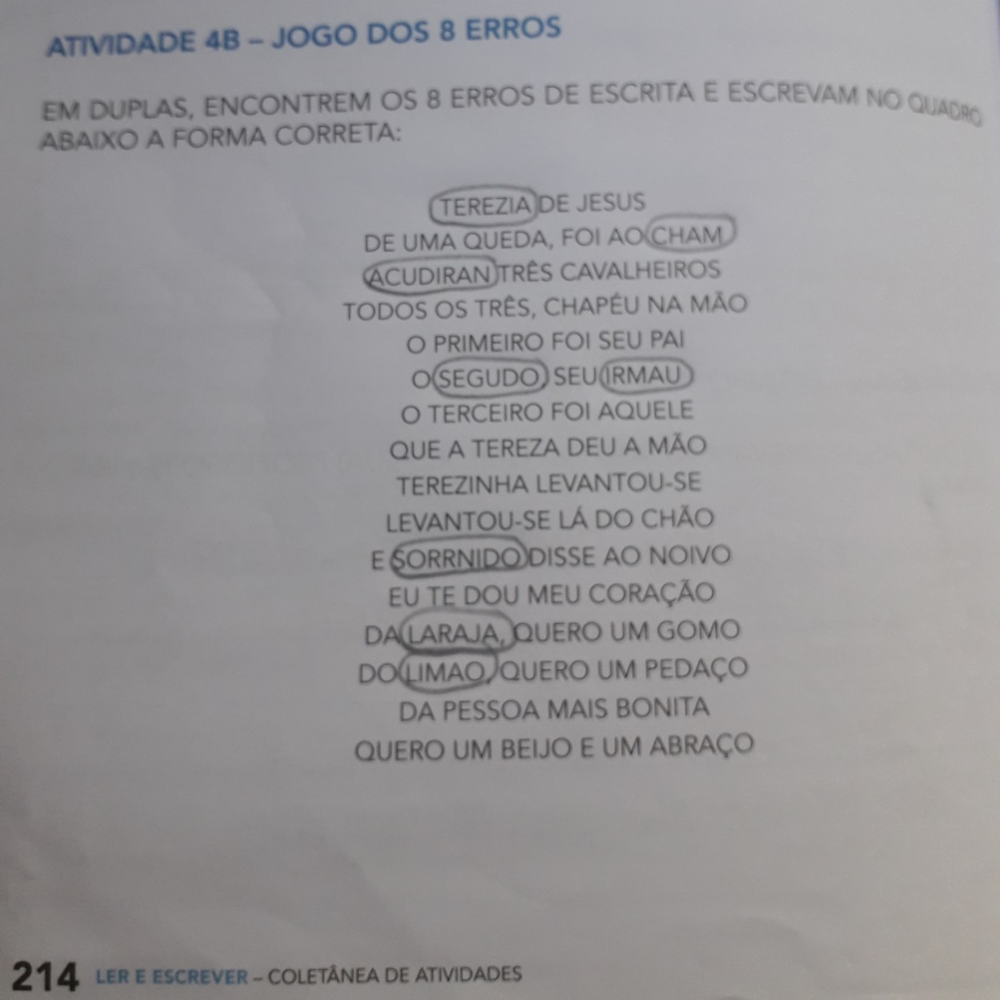 ATIVIDADE 4B – JOGO DOS 8 ERROS
EM DUPLAS, ENCONTREM OS 8 ERROS DE ESCRITA E ESCREVAM NO QUADRO
ABAIXO A FORMA CORRETA:
TEREZIA DE JESUS
DE UMA QUEDA, FOI AO CHAM
ACUDIRAN TRÊS CAVALHEIROS
TODOS OS TRÊS, CHAPÉU NA MÃO
O PRIMEIRO FOI SEU PAI
O SEGUDO SEU IRMAU
O TERCEIRO FOI AQUELE
QUE A TEREZA DEU A MÃO
TEREZINHA LEVANTOU-SE
LEVANTOU-SE LÁ DO CHÃO
E SORRNIDO DISSE AO NOIVO
EU TE DOU MEU CORAÇÃO
DA LARAJA, QUERO UM GOMO
DO LIMAO, QUERO UM PEDAÇO
DA PESSOA MAIS BONITA
QUERO UM BEIJO E UM ABRAÇO
214 LER E ESCREVER – COLETÂNEA DE ATIVIDADES